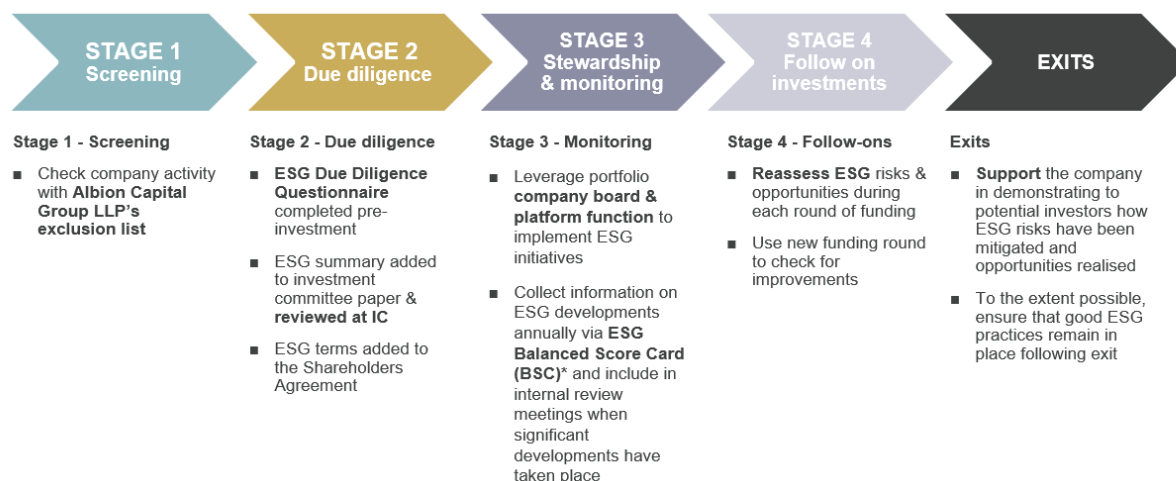 STAGE 1
Screening
STAGE 2
Due diligence
STAGE 3
Stewardship
& monitoring
STAGE 4
Follow on
investments
EXITS
Stage 1 - Screening
■ Check company activity
with Albion Capital
Group LLP's
exclusion list
Stage 2 - Due diligence
■ ESG Due Diligence
Questionnaire
completed pre-
investment
■ ESG summary added
to investment
committee paper &
reviewed at IC
■ ESG terms added to
the Shareholders
Agreement
Stage 3 - Monitoring
■ Leverage portfolio
company board &
platform function to
implement ESG
initiatives
■ Collect information on
ESG developments
annually via ESG
Balanced Score Card
(BSC)* and include in
internal review
meetings when
significant
developments have
taken place
Stage 4 - Follow-ons
■ Reassess ESG risks &
opportunities during
each round of funding
■ Use new funding round
to check for
improvements
Exits
■ Support the company
in demonstrating to
potential investors how
ESG risks have been
mitigated and
opportunities realised
■ To the extent possible,
ensure that good ESG
practices remain in
place following exit